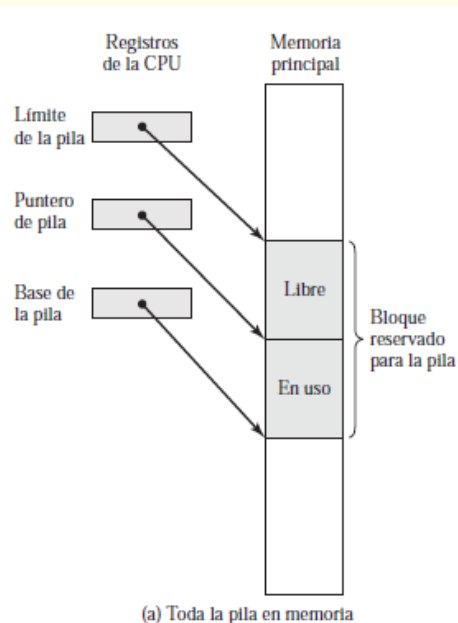 Registros
de la CPU
Memoria
principal
Límite
de la pila
Puntero
de pila
Base de
la pila
Libre
En uso
Bloque
reservado
para la pila
(a) Toda la pila en memoria